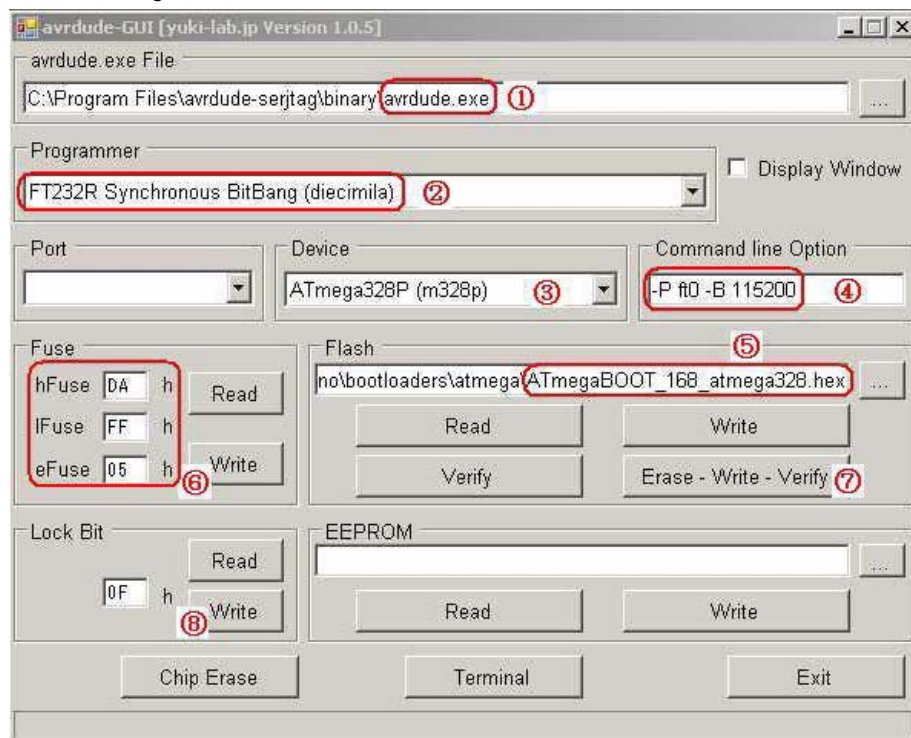 avrdude-GUI [yuki-lab.jp Version 1.0.5]
avrdude.exe File
C:\Program Files\avrdude-serjtag\binary\avrdude.exe ① ...
Programmer
FT232R Synchronous BitBang (diecimila) ②
Display Window
Port
Device
ATmega328P (m328p) ③
Command line Option
-P ft0 -B 115200 ④
Fuse
hFuse DA h
lFuse FF h
eFuse 05 h ⑥
Read
Write
Flash
⑤
no\bootloaders\atmega\ATmegaBOOT_168_atmega328.hex ...
Read Write
Verify Erase - Write - Verify ⑦
Lock Bit
0F h
Read
Write ⑧
EEPROM
...
Read Write
Chip Erase Terminal Exit